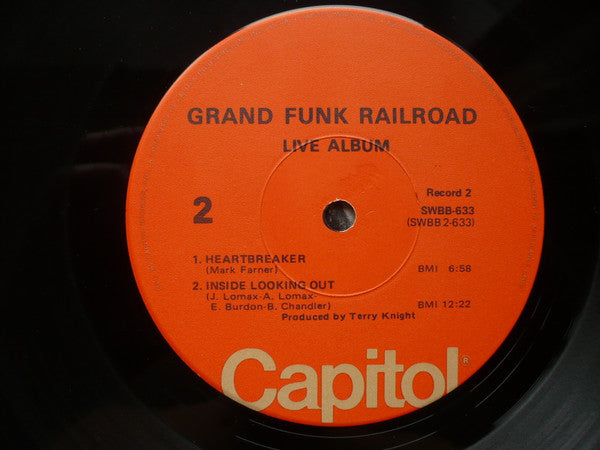 GRAND FUNK RAILROAD
LIVE ALBUM
2
Record 2
SWBB-633
(SWBB 2-633)
1. HEARTBREAKER
(Mark Farner) BMI 6:58
2. INSIDE LOOKING OUT
(J. Lomax-A. Lomax-
E. Burdon-B. Chandler) BMI 12:22
Produced by Terry Knight
Capitol®